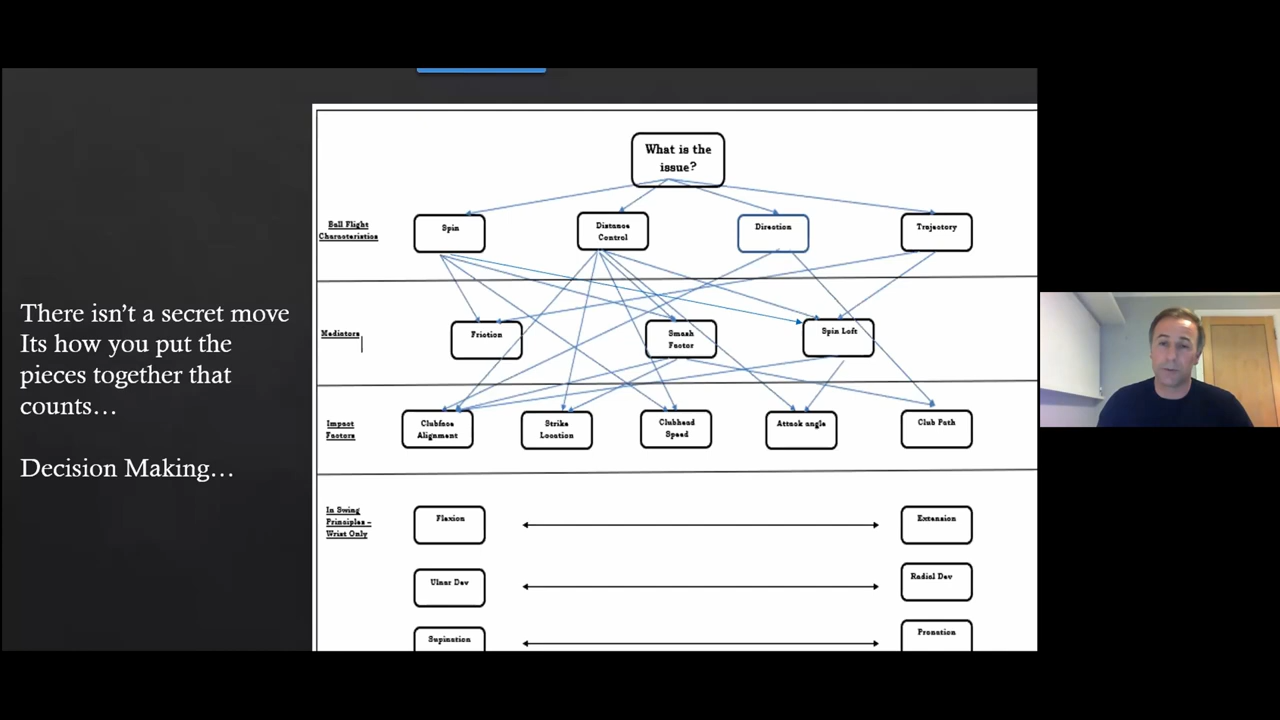 There isn't a secret move
Its how you put the
pieces together that
counts…
Decision Making…
What is the
issue?
Ball Flight
Characteristics
Spin
Distance
Control
Direction
Trajectory
Mediators
Friction
Smash
Factor
Spin Loft
Impact
Factors
Clubface
Alignment
Strike
Location
Clubhead
Speed
Attack angle
Club Path
In Swing
Principles –
Wrist Only
Flexion
Extension
Ulnar Dev
Radial Dev
Supination
Pronation